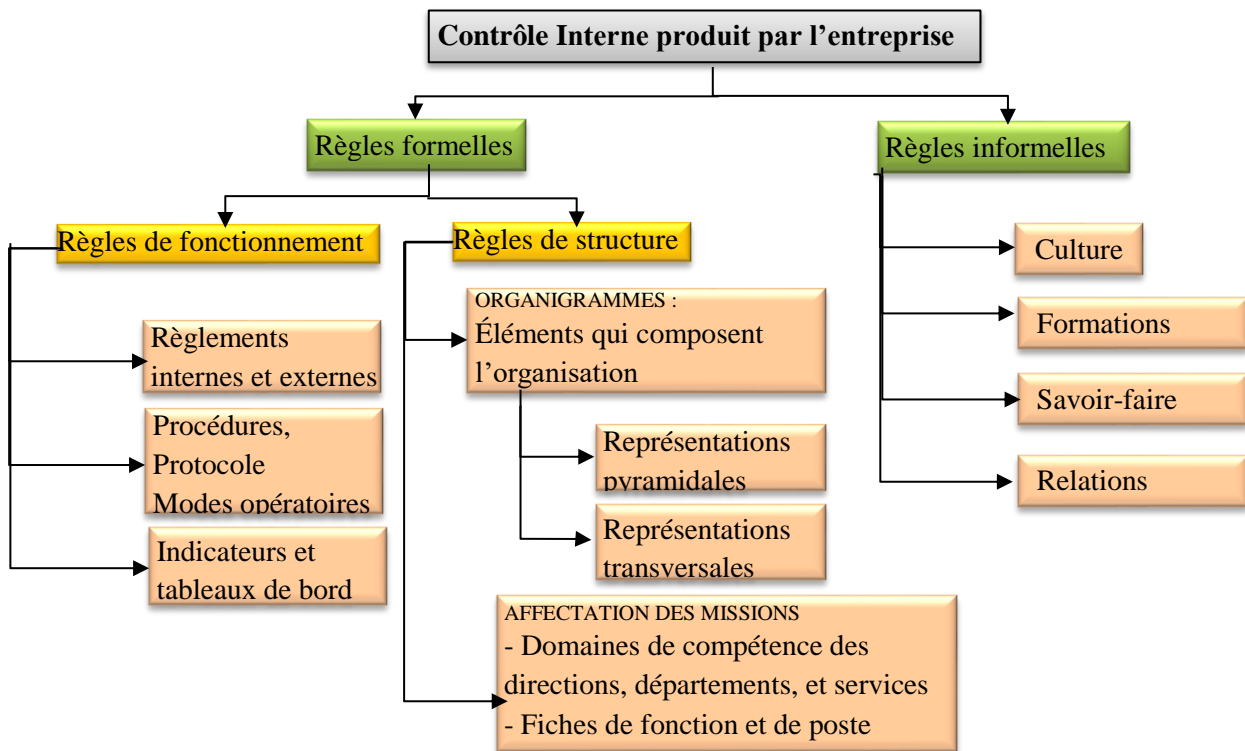 Contrôle Interne produit par l’entreprise
Règles formelles
Règles informelles
Règles de fonctionnement
Règles de structure
Règlements
internes et externes
Procédures,
Protocole
Modes opératoires
Indicateurs et
tableaux de bord
ORGANIGRAMMES :
Éléments qui composent
l’organisation
Représentations
pyramidales
Représentations
transversales
AFFECTATION DES MISSIONS
- Domaines de compétence des
directions, départements, et services
- Fiches de fonction et de poste
Culture
Formations
Savoir-faire
Relations